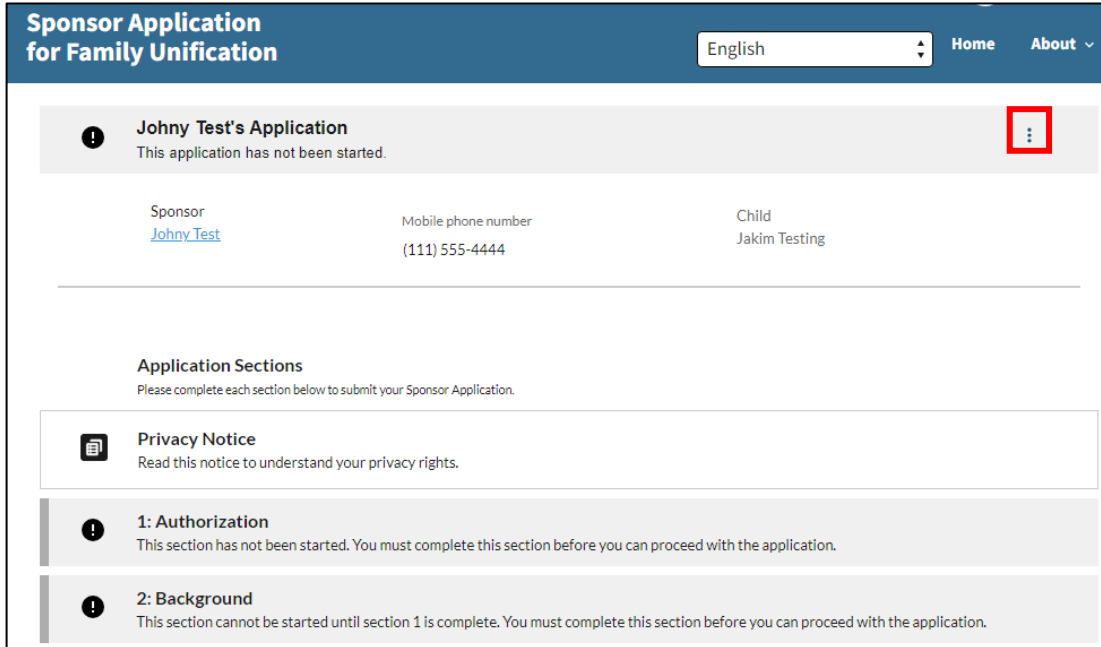 Sponsor Application
for Family Unification
English
Home
About
Johny Test's Application
This application has not been started.
Sponsor
Johny Test
Mobile phone number
(111) 555-4444
Child
Jakim Testing
Application Sections
Please complete each section below to submit your Sponsor Application.
Privacy Notice
Read this notice to understand your privacy rights.
1: Authorization
This section has not been started. You must complete this section before you can proceed with the application.
2: Background
This section cannot be started until section 1 is complete. You must complete this section before you can proceed with the application.